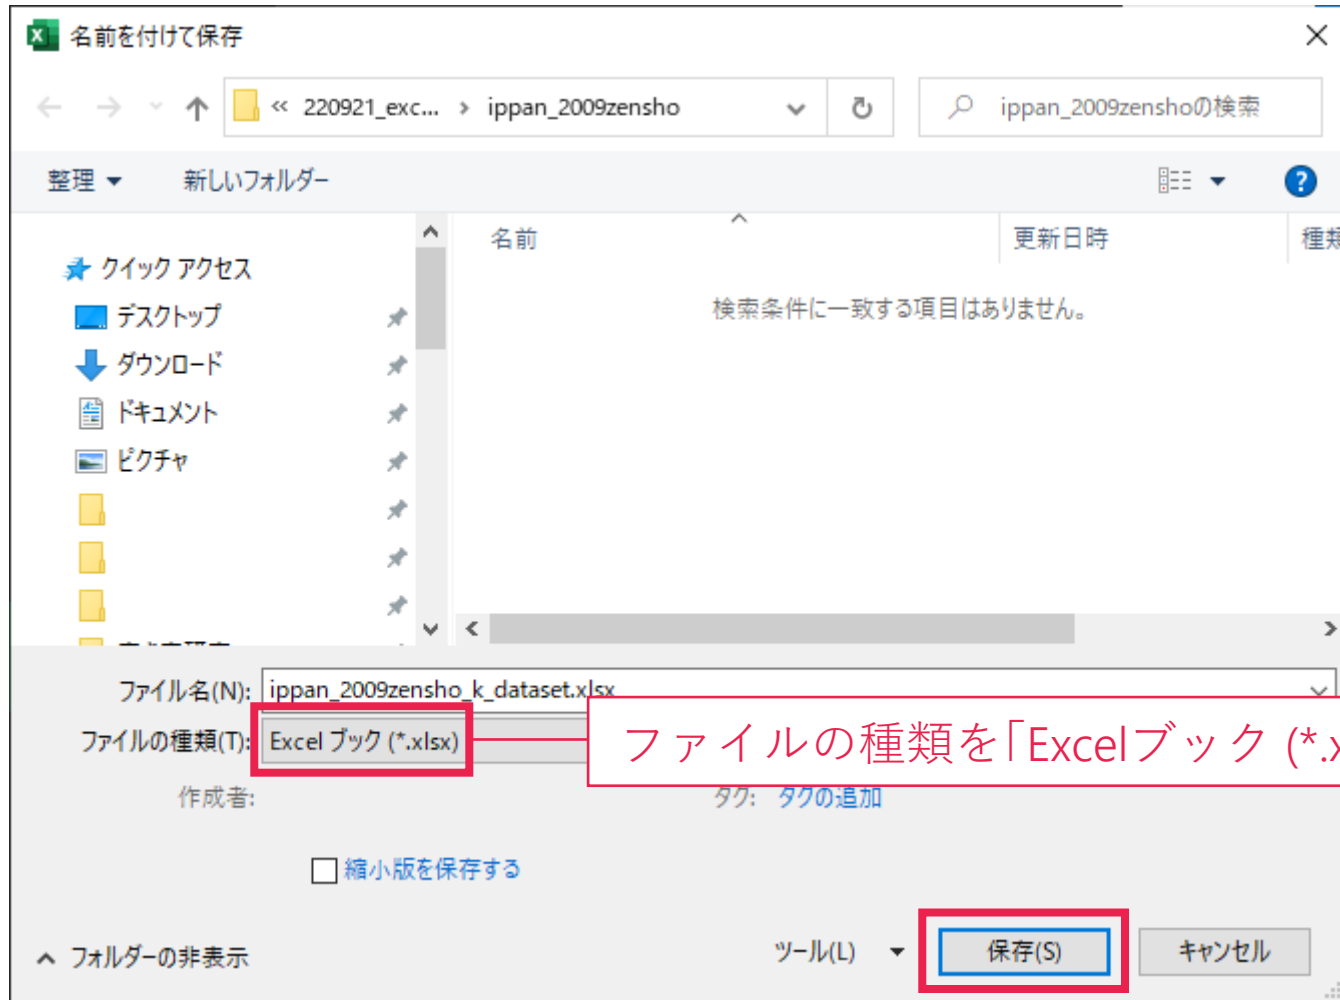 名前を付けて保存
« 220921_exc... › ippan_2009zensho
ippan_2009zenshoの検索
整理 新しいフォルダー
名前 更新日時 種類
クイック アクセス
検索条件に一致する項目はありません。
デスクトップ
ダウンロード
ドキュメント
ピクチャ
ファイル名(N): ippan_2009zensho_k_dataset.xlsx
ファイルの種類(T): Excel ブック (*.xlsx)
ファイルの種類を「Excelブック (*.x
作成者:
タグ: タグの追加
縮小版を保存する
フォルダーの非表示
ツール(L) 保存(S) キャンセル